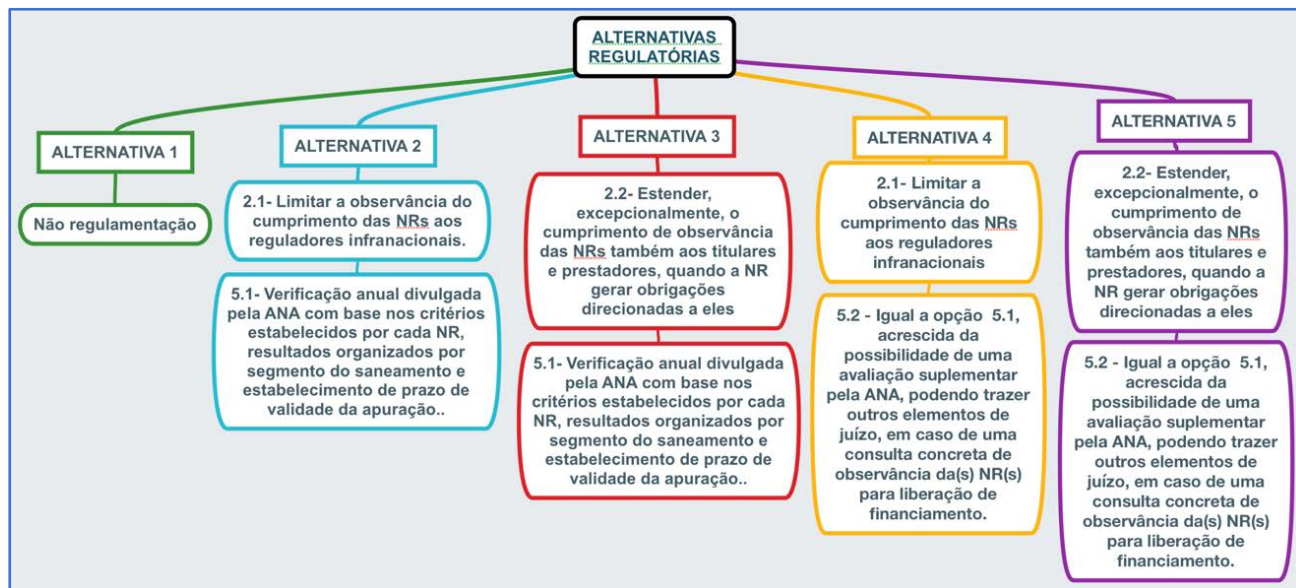 ALTERNATIVAS
REGULATÓRIAS
ALTERNATIVA 1
Não regulamentação
ALTERNATIVA 2
2.1- Limitar a observância do
cumprimento das NRs aos
reguladores infranacionais.
5.1- Verificação anual divulgada
pela ANA com base nos critérios
estabelecidos por cada NR,
resultados organizados por
segmento do saneamento e
estabelecimento de prazo de
validade da apuração..
ALTERNATIVA 3
2.2- Estender,
excepcionalmente, o
cumprimento de observância
das NRs também aos titulares
e prestadores, quando a NR
gerar obrigações
direcionadas a eles
5.1- Verificação anual divulgada
pela ANA com base nos
critérios estabelecidos por
cada NR, resultados
organizados por segmento do
saneamento e
estabelecimento de prazo de
validade da apuração..
ALTERNATIVA 4
2.1- Limitar a
observância do
cumprimento das NRs
aos reguladores
infranacionais
5.2 - Igual a opção 5.1,
acrescida da
possibilidade de uma
avaliação suplementar
pela ANA, podendo trazer
outros elementos de
juízo, em caso de uma
consulta concreta de
observância da(s) NR(s)
para liberação de
financiamento.
ALTERNATIVA 5
2.2- Estender,
excepcionalmente, o
cumprimento de
observância das NRs
também aos titulares e
prestadores, quando a
NR gerar obrigações
direcionadas a eles
5.2 - Igual a opção 5.1,
acrescida da
possibilidade de uma
avaliação suplementar
pela ANA, podendo trazer
outros elementos de
juízo, em caso de uma
consulta concreta de
observância da(s) NR(s)
para liberação de
financiamento.